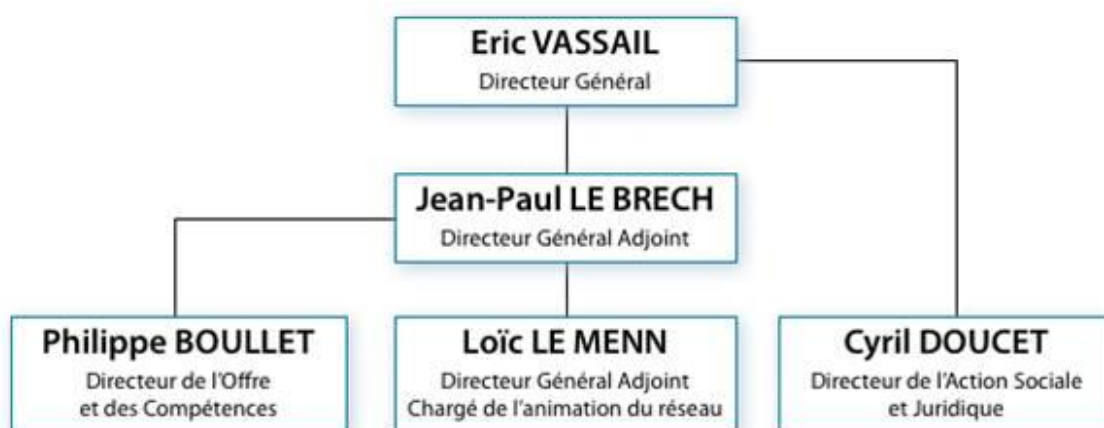 Eric VASSAIL
Directeur Général
Jean-Paul LE BRECH
Directeur Général Adjoint
Philippe BOULLET
Directeur de l'Offre
et des Compétences
Loïc LE MENN
Directeur Général Adjoint
Chargé de l'animation du réseau
Cyril DOUCET
Directeur de l'Action Sociale
et Juridique